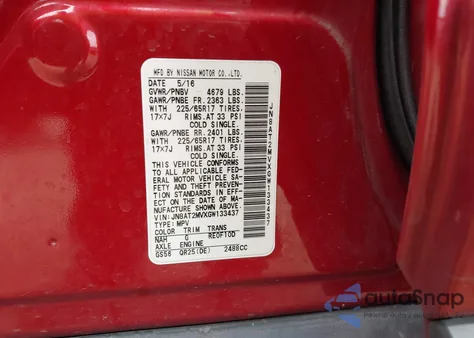 MFD BY NISSAN MOTOR CO.,LTD.
DATE 5/16
GVWR/PNBV 4679 LBS.
GAWR/PNBE FR. 2363 LBS.
WITH 225/65R17 TIRES
17×7J RIMS.AT 33 PSI
COLD SINGLE.
GAWR/PNBE RR. 2401 LBS.
WITH 225/65R17 TIRES
17×7J RIMS.AT 33 PSI
COLD SINGLE.
THIS VEHICLE CONFORMS
TO ALL APPLICABLE FED-
ERAL MOTOR VEHICLE SA-
FETY AND THEFT PREVEN-
TION STANDARDS IN EFF-
ECT ON THE DATE OF MA-
NUFACTURE SHOWN ABOVE
VIN:JN8AT2MVXGW133437
TYPE:MPV
COLOR TRIM TRANS
NAH G RE0F10D
AXLE ENGINE
GS56 QR25(DE) 2488CC
JN8AT2MVXGW133437
autoSnap